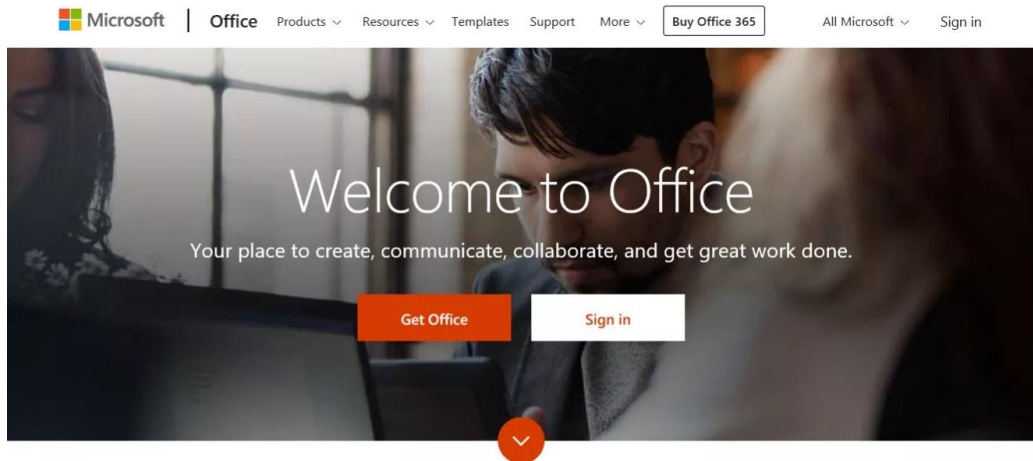 Microsoft Office Products Resources Templates Support More Buy Office 365 All Microsoft Sign in
Welcome to Office
Your place to create, communicate, collaborate, and get great work done.
Get Office Sign in